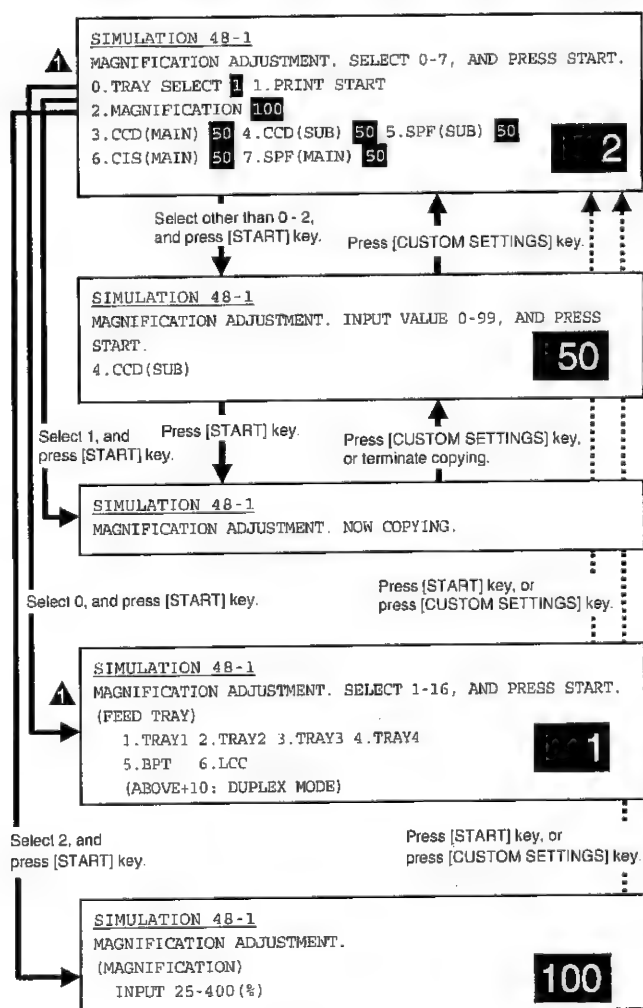 SIMULATION 48-1
1
MAGNIFICATION ADJUSTMENT. SELECT 0-7, AND PRESS START.
0.TRAY SELECT 1 1.PRINT START
2.MAGNIFICATION 100
3.CCD(MAIN) 50 4.CCD(SUB) 50 5.SPF(SUB) 50
6.CIS(MAIN) 50 7.SPF(MAIN) 50
2
Select other than 0 - 2,
and press [START] key.
Press [CUSTOM SETTINGS] key.
SIMULATION 48-1
MAGNIFICATION ADJUSTMENT. INPUT VALUE 0-99, AND PRESS
START.
4.CCD(SUB)
50
Select 1, and
press [START] key.
Press [START] key.
Press [CUSTOM SETTINGS] key,
or terminate copying.
SIMULATION 48-1
MAGNIFICATION ADJUSTMENT. NOW COPYING.
Select 0, and press [START] key.
Press [START] key, or
press [CUSTOM SETTINGS] key.
SIMULATION 48-1
1
MAGNIFICATION ADJUSTMENT. SELECT 1-16, AND PRESS START.
(FEED TRAY)
1.TRAY1 2.TRAY2 3.TRAY3 4.TRAY4
5.BPT 6.LCC
(ABOVE+10: DUPLEX MODE)
1
Select 2, and
press [START] key.
Press [START] key, or
press [CUSTOM SETTINGS] key.
SIMULATION 48-1
MAGNIFICATION ADJUSTMENT.
(MAGNIFICATION)
INPUT 25-400(%)
100